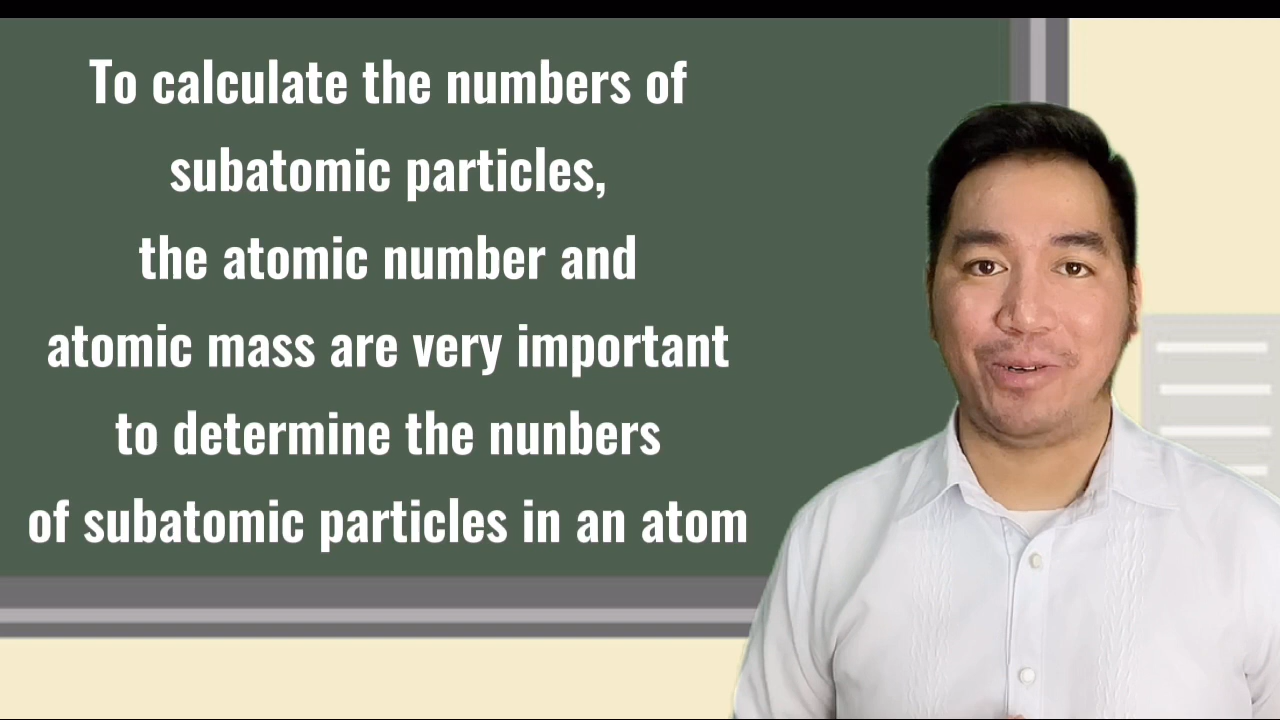 To calculate the numbers of
subatomic particles,
the atomic number and
atomic mass are very important
to determine the nunbers
of subatomic particles in an atom